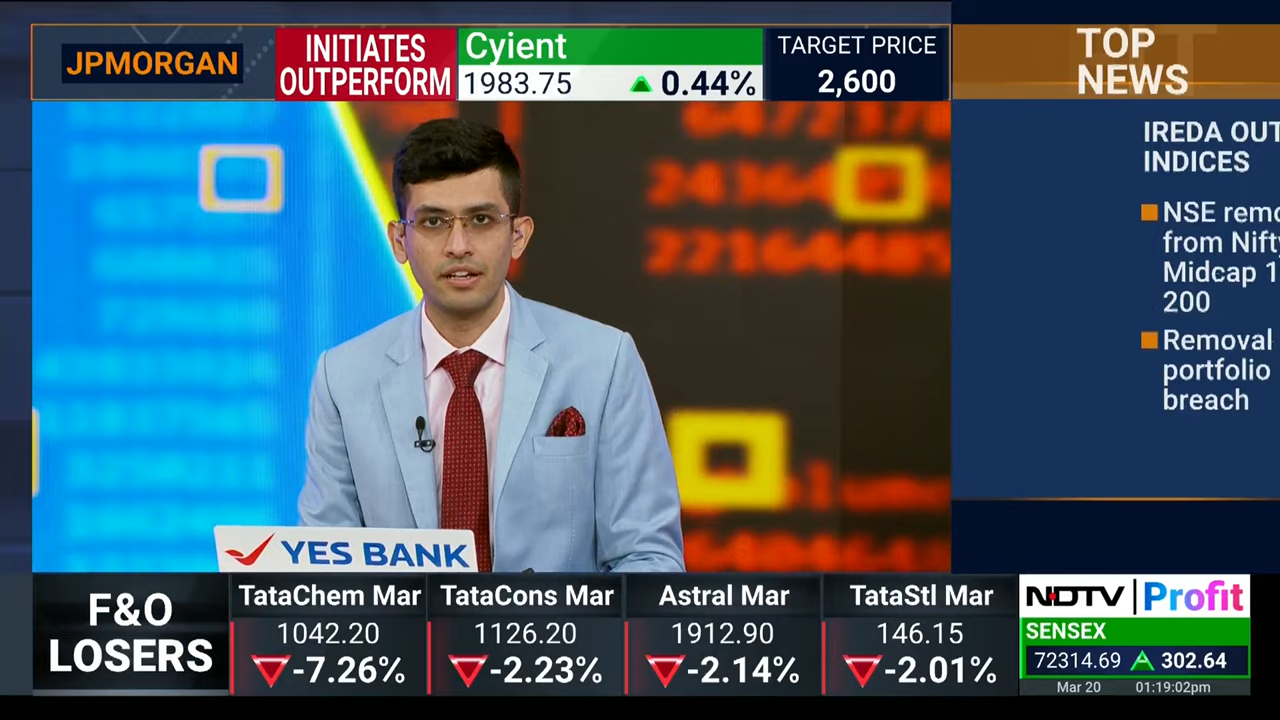 JPMORGAN
INITIATES
OUTPERFORM
Cyient
1983.75 0.44%
TARGET PRICE
2,600
TOP
NEWS
IREDA OUT
INDICES
NSE remo
from Nifty
Midcap 1
200
Removal
portfolio
breach
YES BANK
F&O
LOSERS
TataChem Mar
1042.20
-7.26%
TataCons Mar
1126.20
-2.23%
Astral Mar
1912.90
-2.14%
TataStl Mar
146.15
-2.01%
NDTV Profit
SENSEX
72314.69 302.64
Mar 20 01:19:02pm